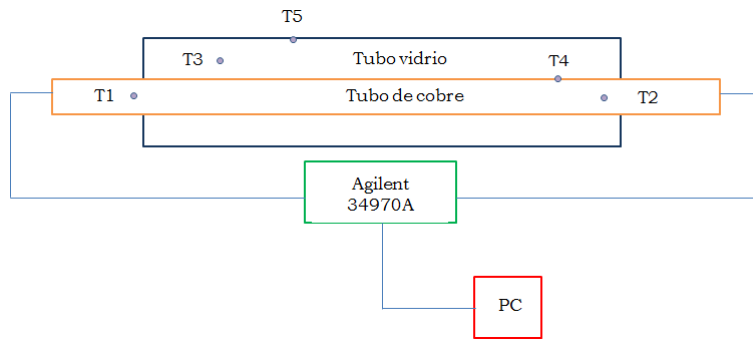 T5
T3
Tubo vidrio
T4
T1
Tubo de cobre
T2
Agilent
34970A
PC